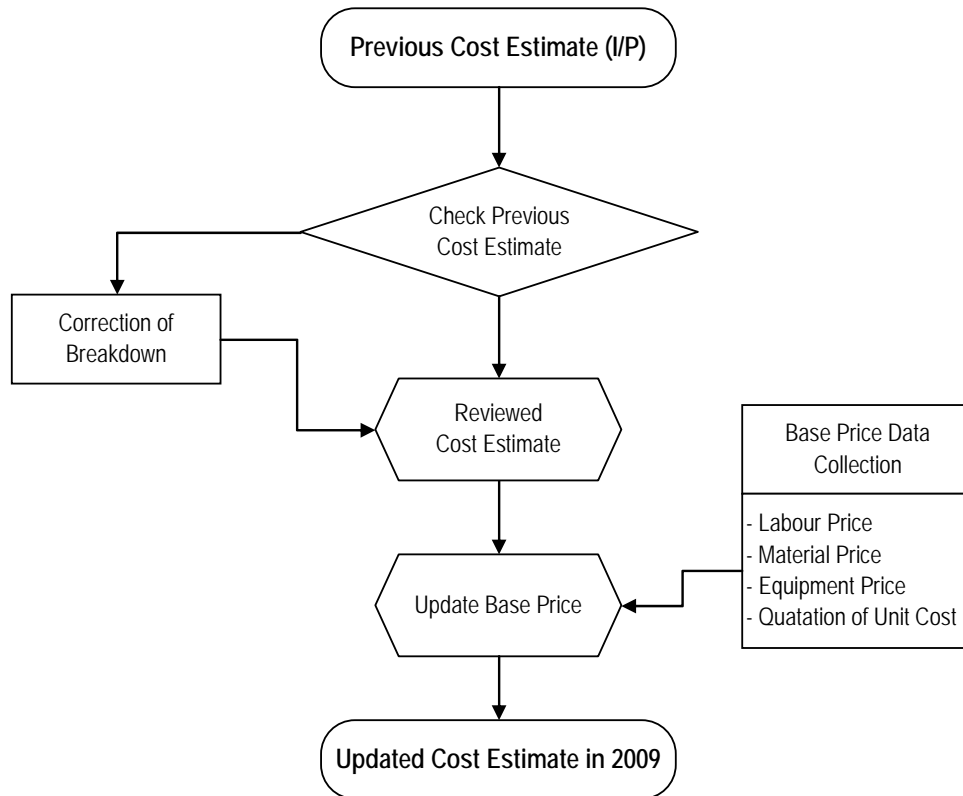 Previous Cost Estimate (I/P)
Check Previous
Cost Estimate
Correction of
Breakdown
Reviewed
Cost Estimate
Base Price Data
Collection
- Labour Price
- Material Price
- Equipment Price
- Quatation of Unit Cost
Update Base Price
Updated Cost Estimate in 2009